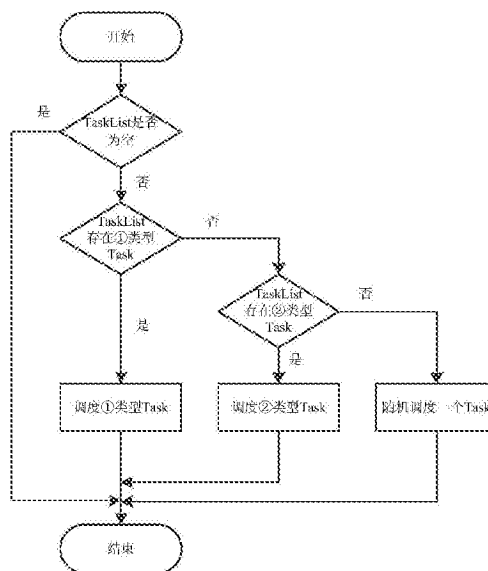 开始
是
TaskList是否
为空
否
TaskList
存在①类型
Task
否
TaskList
存在②类型
Task
否
是
是
调度①类型Task
调度②类型Task
随机调度一个Task
结束